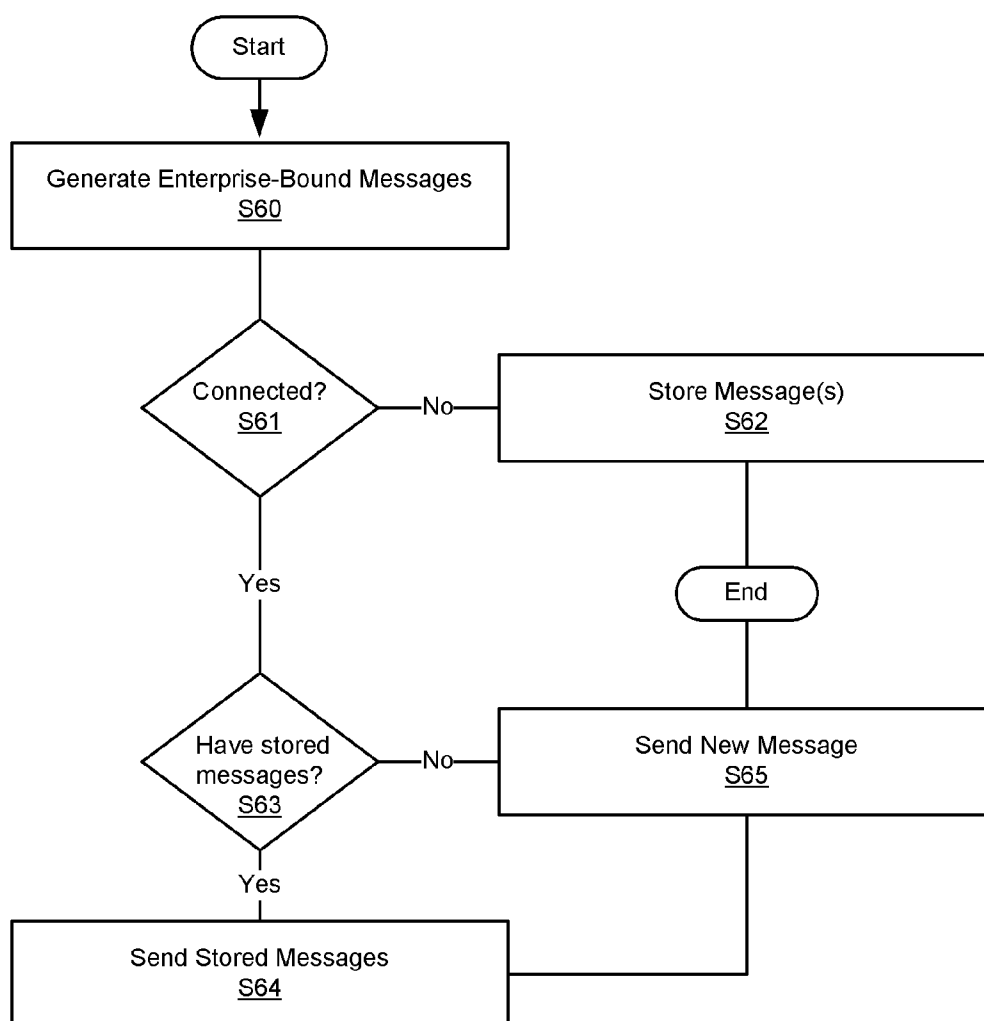 Start
Generate Enterprise-Bound Messages
S60
Connected?
S61
No
Store Message(s)
S62
Yes
End
Have stored
messages?
S63
No
Send New Message
S65
Yes
Send Stored Messages
S64